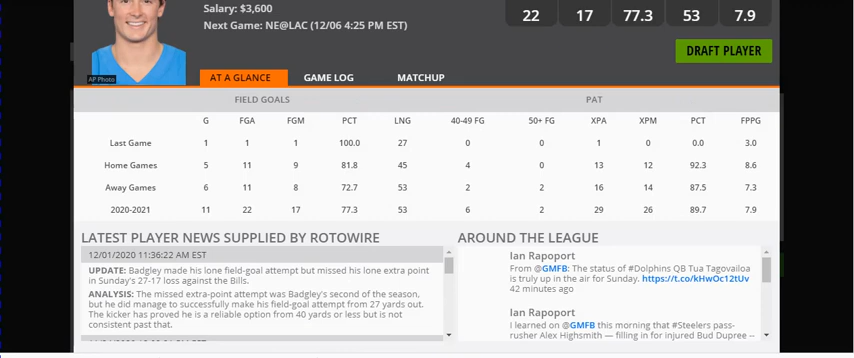 Salary: $3,600
Next Game: NE@LAC (12/06 4:25 PM EST)
22 17 77.3 53 7.9
DRAFT PLAYER
AP Photo
AT A GLANCE GAME LOG MATCHUP
FIELD GOALS PAT
G FGA FGM PCT LNG 40-49 FG 50+ FG XPA XPM PCT FPPG
Last Game 1 1 1 100.0 27 0 0 1 0 0.0 3.0
Home Games 5 11 9 81.8 45 4 0 13 12 92.3 8.6
Away Games 6 11 8 72.7 53 2 2 16 14 87.5 7.3
2020-2021 11 22 17 77.3 53 6 2 29 26 89.7 7.9
LATEST PLAYER NEWS SUPPLIED BY ROTOWIRE
12/01/2020 11:36:22 AM EST
UPDATE: Badgley made his lone field-goal attempt but missed his lone extra point
in Sunday's 27-17 loss against the Bills.
ANALYSIS: The missed extra-point attempt was Badgley's second of the season,
but he did manage to successfully make his field-goal attempt from 27 yards out.
The kicker has proved he is a reliable option from 40 yards or less but is not
consistent past that.
AROUND THE LEAGUE
Ian Rapoport
From @GMFB: The status of #Dolphins QB Tua Tagovailoa
is truly up in the air for Sunday. https://t.co/kHwOc12tUv
42 minutes ago
Ian Rapoport
I learned on @GMFB this morning that #Steelers pass-
rusher Alex Highsmith — filling in for injured Bud Dupree —